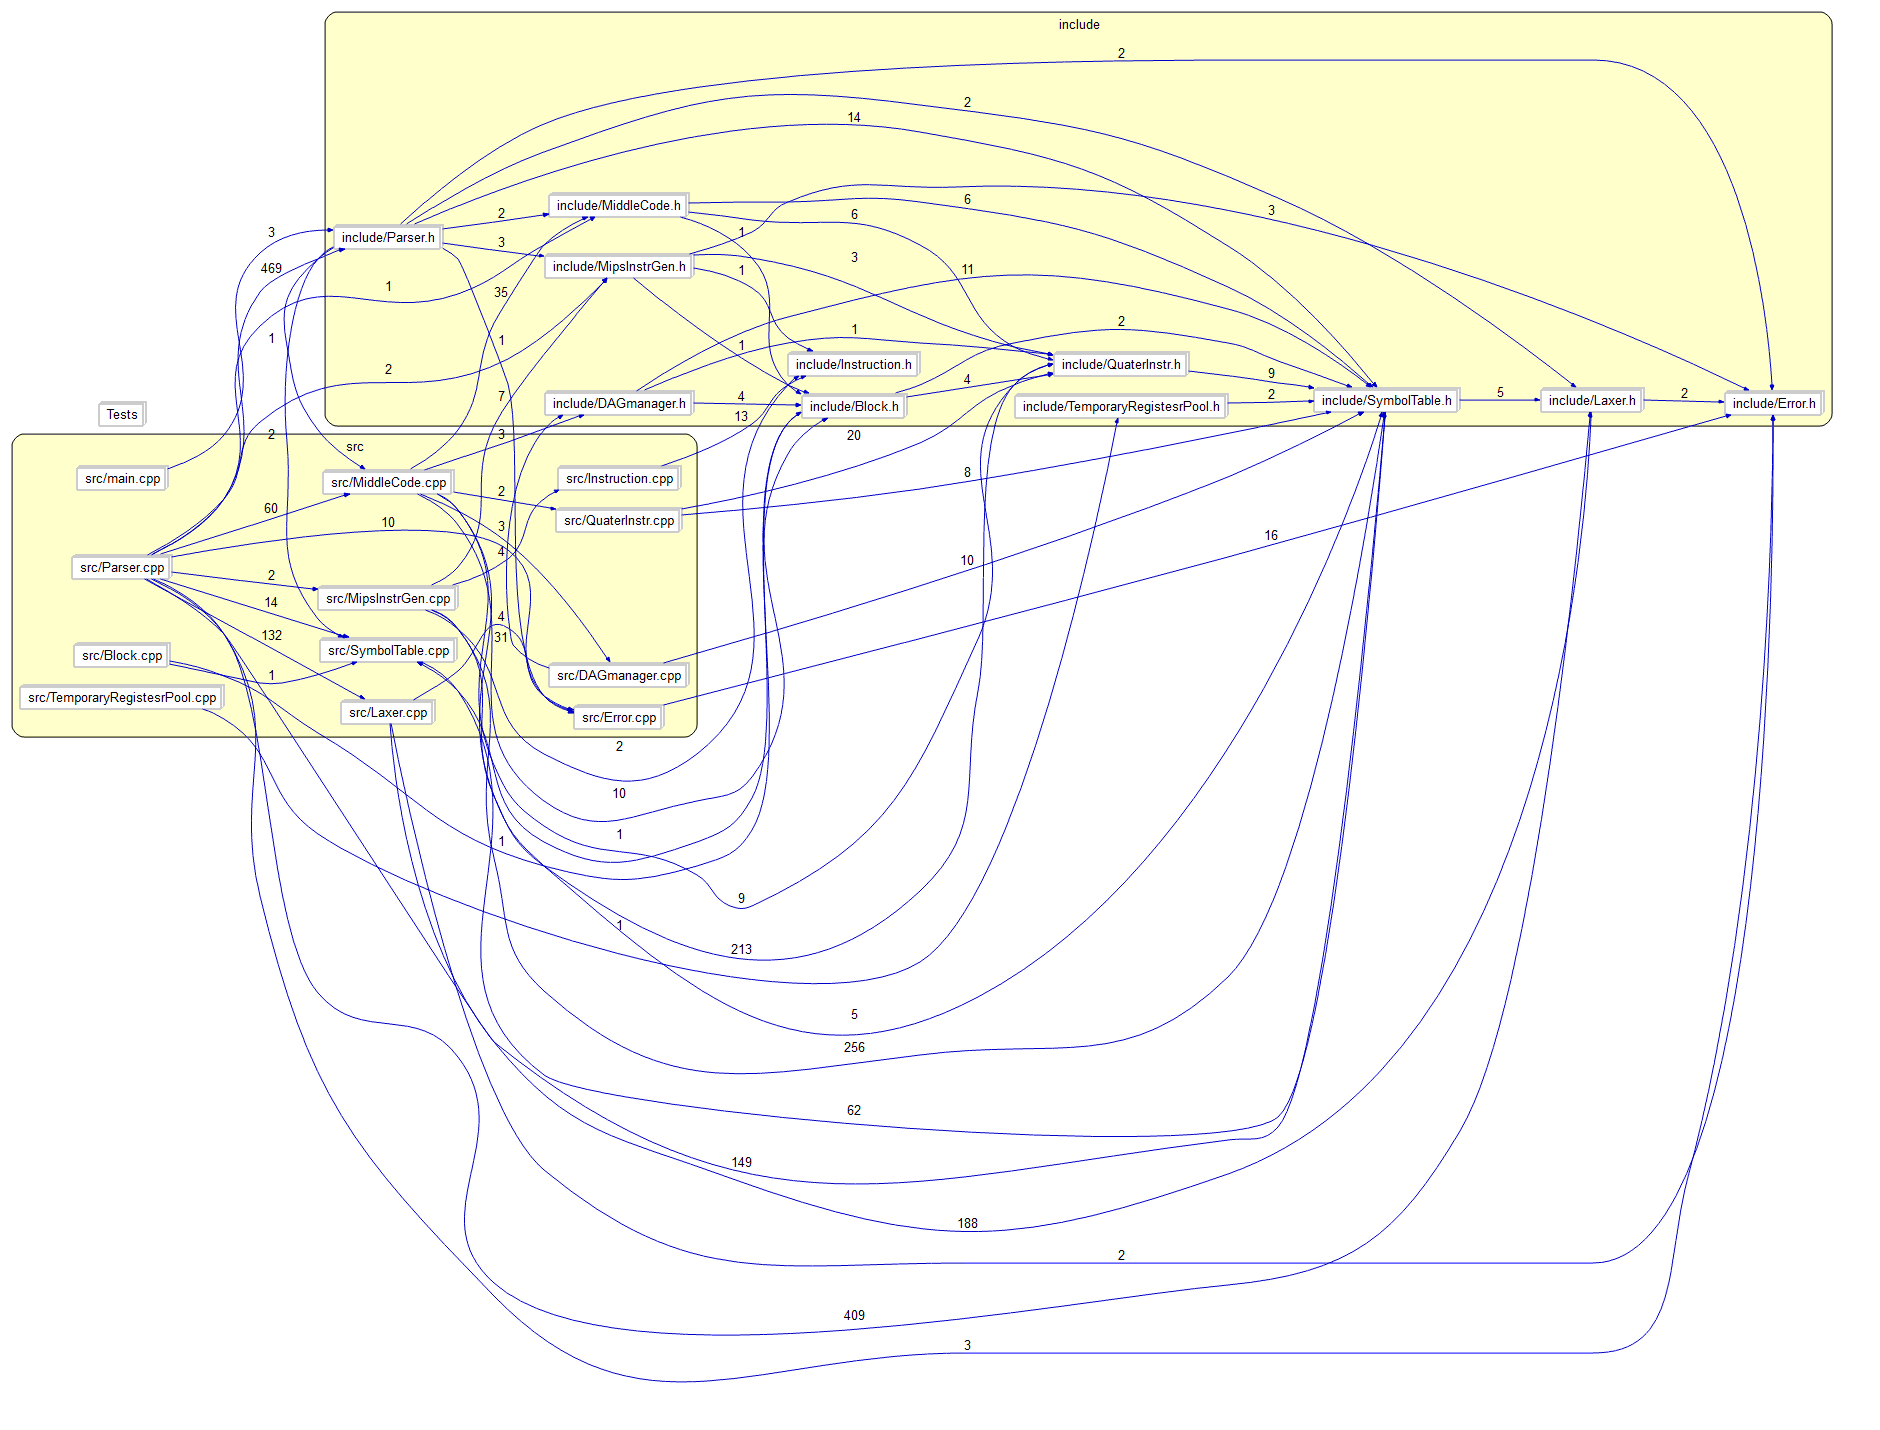 include
2
2
14
include/MiddleCode.h
6
3
2
6
1
3
include/Parser.h
469
3
include/MipsInstrGen.h
3
1
11
1
35
1
1
1
2
1
2
include/Instruction.h
include/QuaterInstr.h
9
4
5
2
7
include/DAGmanager.h
4
include/Block.h
include/TemporaryRegistesrPool.h
2
include/SymbolTable.h
include/Laxer.h
include/Error.h
Tests
13
2
3
20
src
src/main.cpp
src/MiddleCode.cpp
src/Instruction.cpp
8
2
60
10
3
src/QuaterInstr.cpp
16
4
10
src/Parser.cpp
2
14
src/MipsInstrGen.cpp
4
132
31
src/Block.cpp
src/SymbolTable.cpp
1
src/DAGmanager.cpp
src/TemporaryRegistesrPool.cpp
src/Laxer.cpp
src/Error.cpp
2
10
1
1
9
1
213
5
256
62
149
188
2
409
3